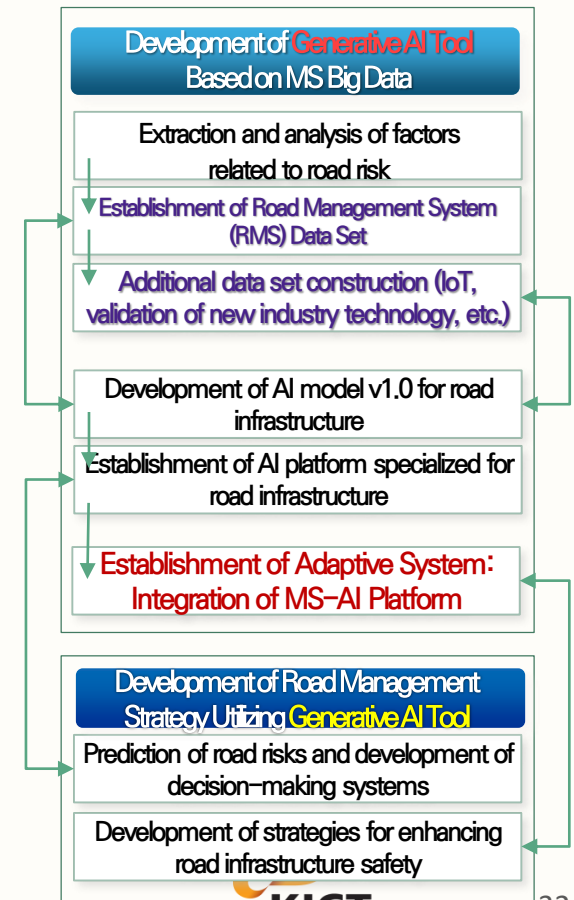 Development of Generative AI Tool
Based on MS Big Data
Extraction and analysis of factors
related to road risk
Establishment of Road Management System
(RMS) Data Set
Additional data set construction (IoT,
validation of new industry technology, etc.)
Development of AI model v1.0 for road
infrastructure
Establishment of AI platform specialized for
road infrastructure
Establishment of Adaptive System:
Integration of MS-AI Platform
Development of Road Management
Strategy Utilizing Generative AI Tool
Prediction of road risks and development of
decision-making systems
Development of strategies for enhancing
road infrastructure safety